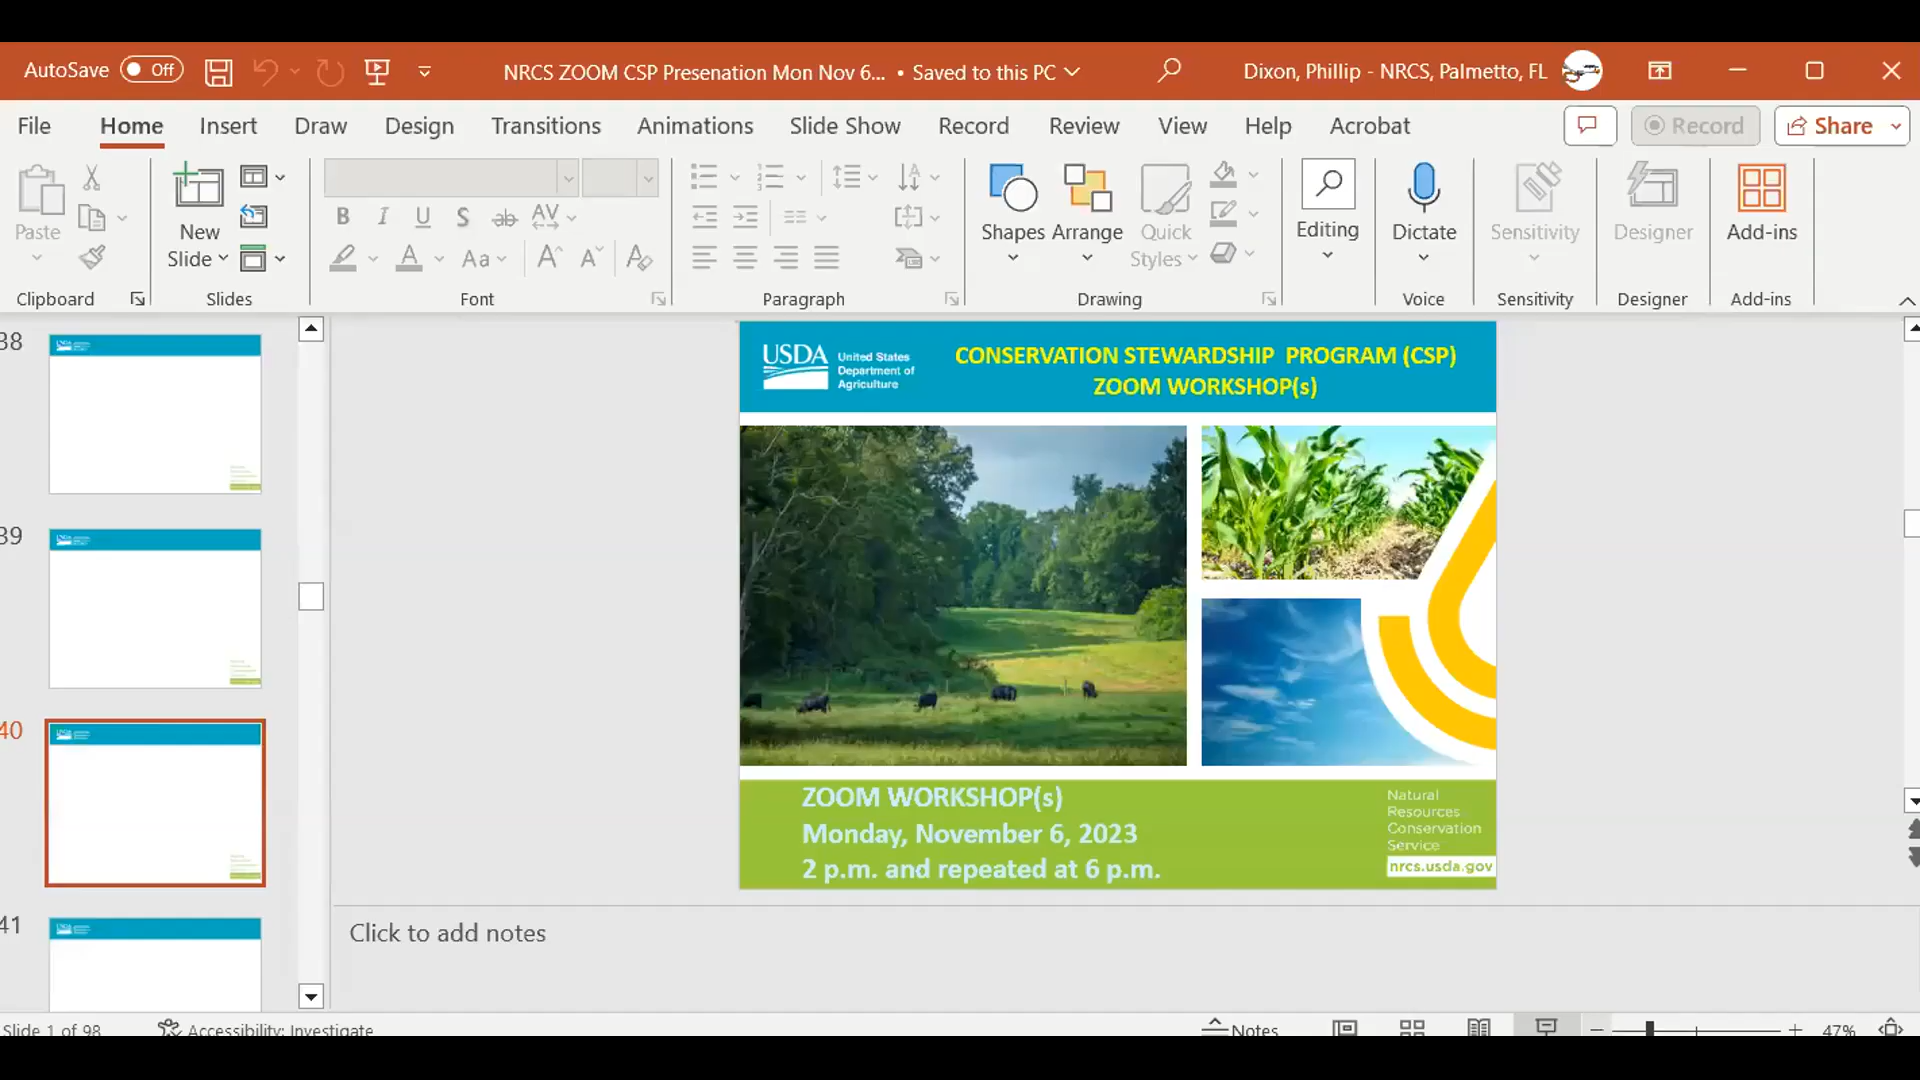 AutoSave Off NRCS ZOOM CSP Presenation Mon Nov 6... • Saved to this PC Dixon, Phillip - NRCS, Palmetto, FL
File Home Insert Draw Design Transitions Animations Slide Show Record Review View Help Acrobat Record Share
Paste New Slide B I U S ab AV A Aa A A A Shapes Arrange Quick Styles Editing Dictate Sensitivity Designer Add-ins
Clipboard Slides Font Paragraph Drawing Voice Sensitivity Designer Add-ins
38
39
40
41
USDA United States
Department of
Agriculture
CONSERVATION STEWARDSHIP PROGRAM (CSP)
ZOOM WORKSHOP(s)
ZOOM WORKSHOP(s)
Monday, November 6, 2023
2 p.m. and repeated at 6 p.m.
Natural
Resources
Conservation
Service
nrcs.usda.gov
Click to add notes
Slide 1 of 98 Accessibility: Investigate Notes 47%